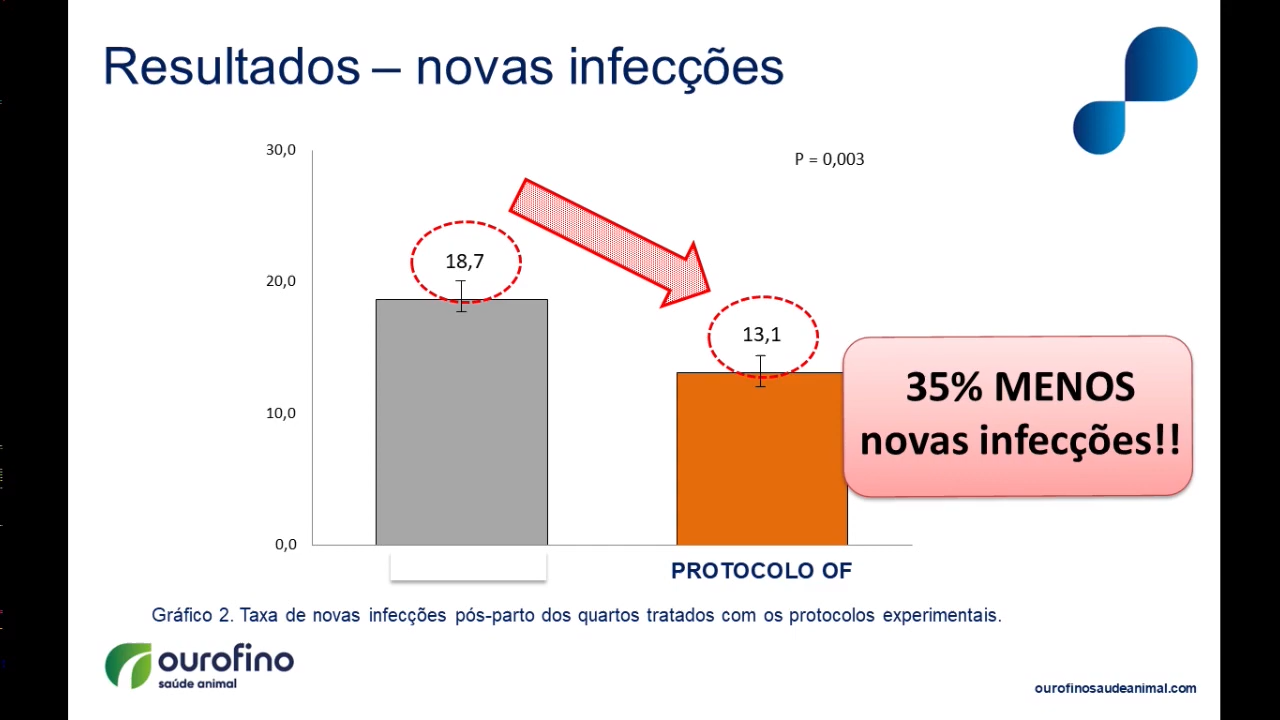 Resultados – novas infecções
30,0
P = 0,003
18,7
20,0
13,1
35% MENOS
novas infecções!!
10,0
0,0
PROTOCOLO OF
Gráfico 2. Taxa de novas infecções pós-parto dos quartos tratados com os protocolos experimentais.
ourofino
saúde animal
ourofinosaudeanimal.com